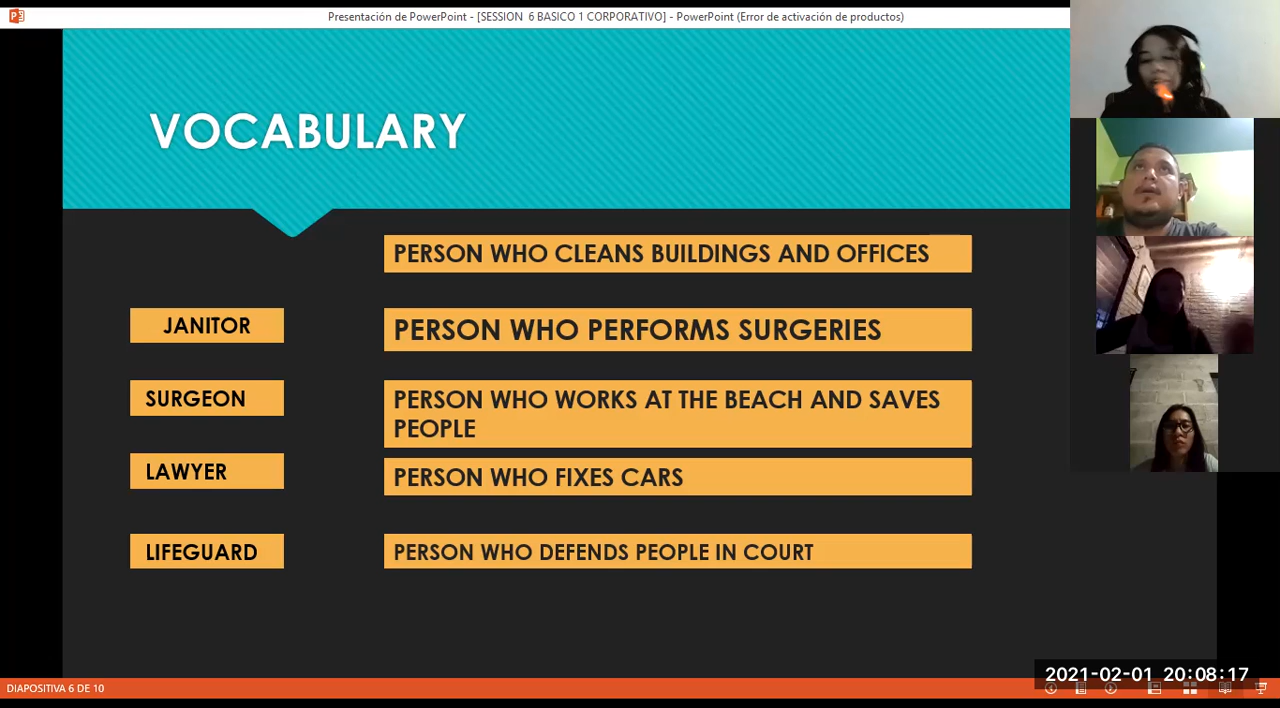 Presentación de PowerPoint - [SESSION  6 BASICO 1 CORPORATIVO] - PowerPoint (Error de activación de productos)
VOCABULARY
PERSON WHO CLEANS BUILDINGS AND OFFICES
JANITOR
PERSON WHO PERFORMS SURGERIES
SURGEON
PERSON WHO WORKS AT THE BEACH AND SAVES
PEOPLE
LAWYER
PERSON WHO FIXES CARS
LIFEGUARD
PERSON WHO DEFENDS PEOPLE IN COURT
2021-02-01 20:08:17
DIAPOSITIVA 6 DE 10